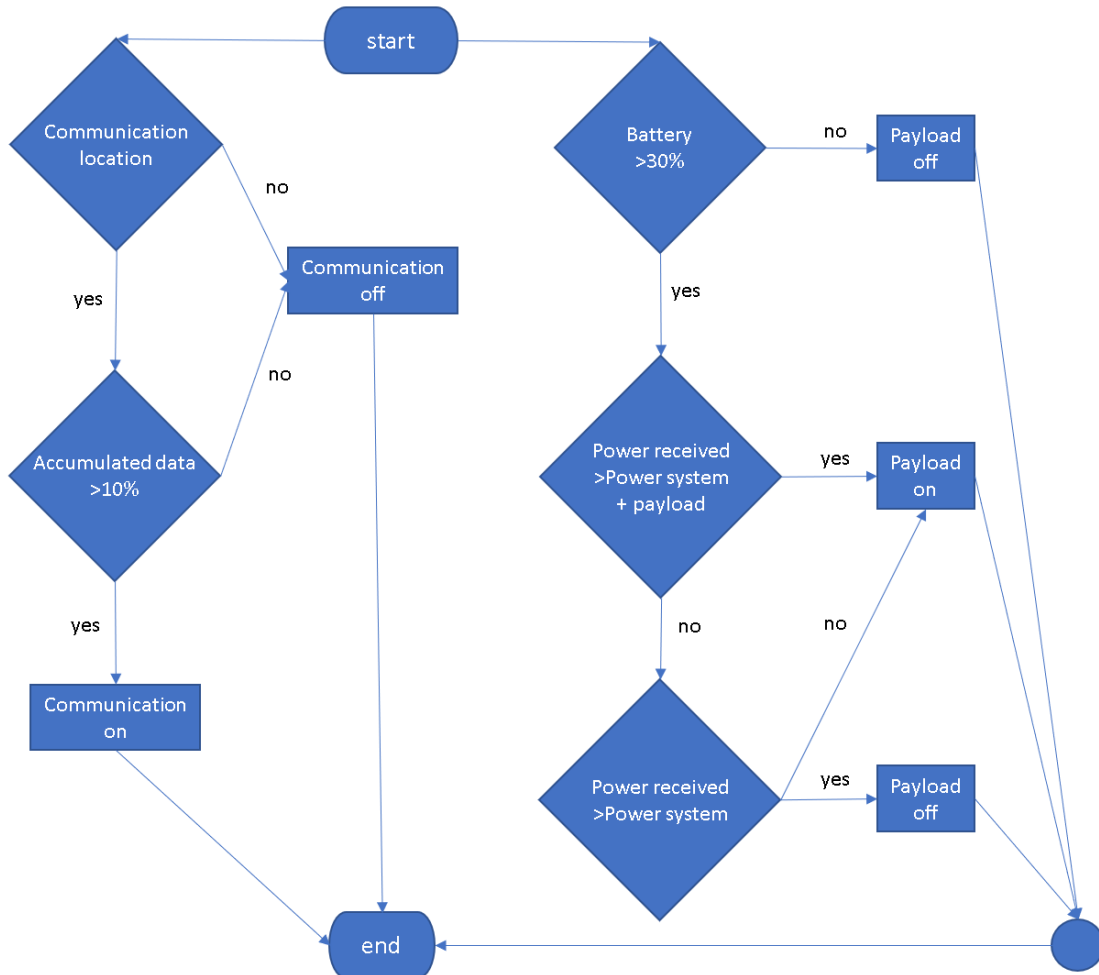 start
Communication
location
no
yes
Communication
off
no
Accumulated data
>10%
yes
Communication
on
Battery
>30%
no
Payload
off
yes
Power received
>Power system
+ payload
yes
Payload
on
no
no
Power received
>Power system
yes
Payload
off
end